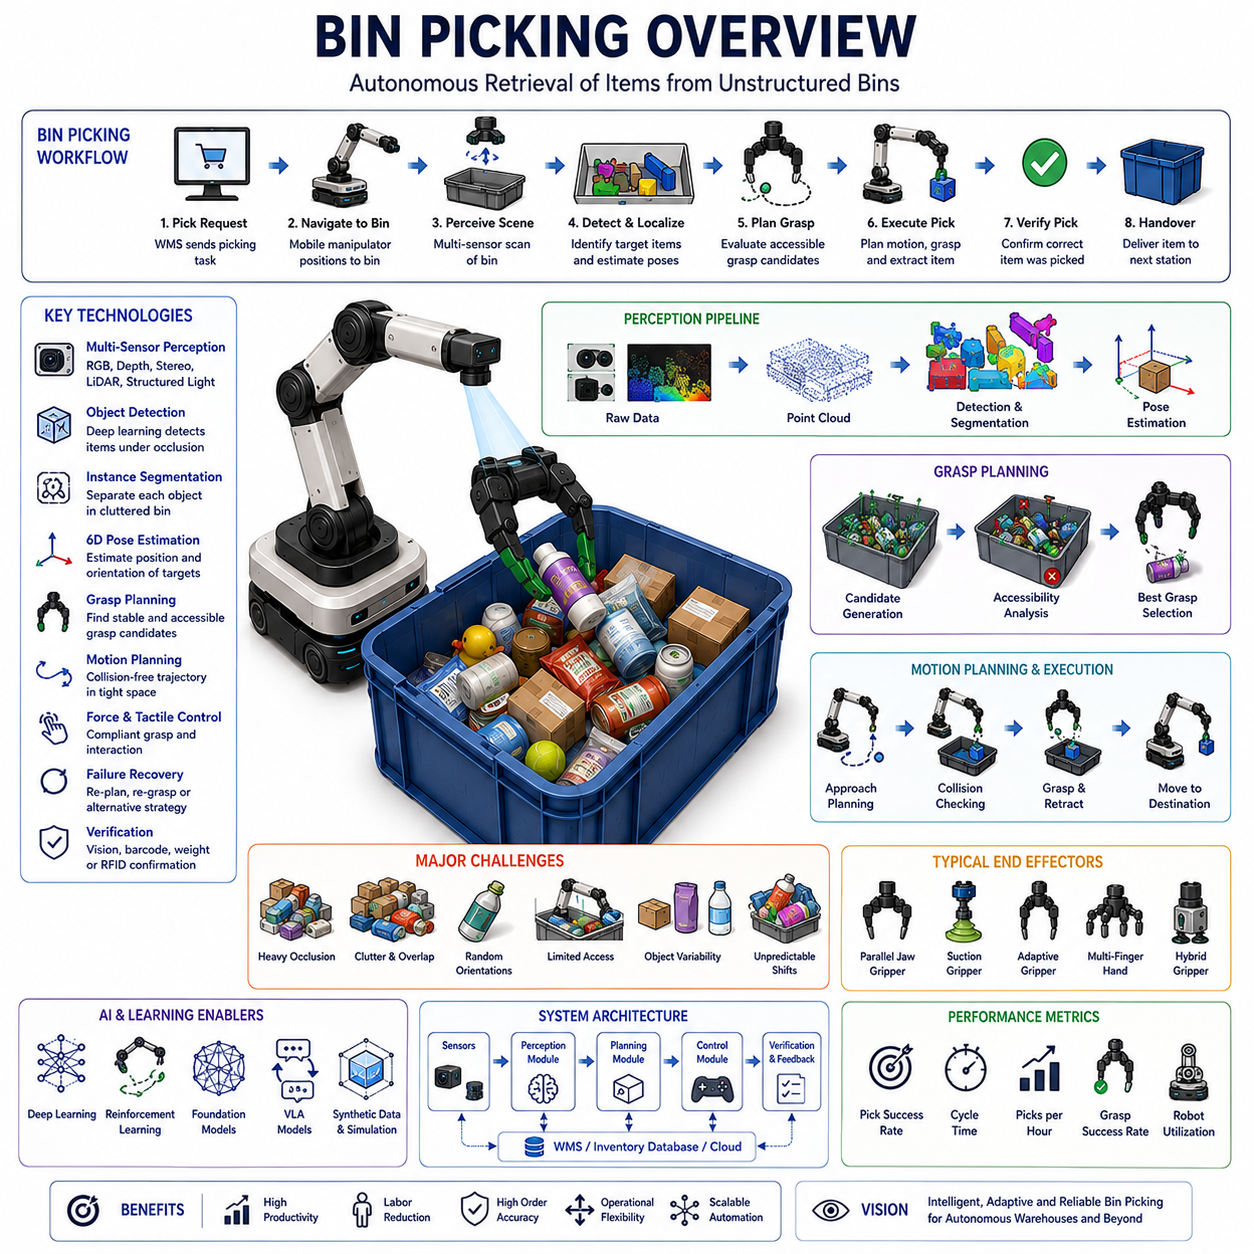 BIN PICKING OVERVIEW
Autonomous Retrieval of Items from Unstructured Bins
BIN PICKING
WORKFLOW
1. Pick Request
WMS sends picking
task
2. Navigate to Bin
Mobile manipulator
positions to bin
3. Perceive Scene
Multi-sensor scan
of bin
4. Detect & Localize
Identify target items
and estimate poses
5. Plan Grasp
Evaluate accessible
grasp candidates
6. Execute Pick
Plan motion, grasp
and extract item
7. Verify Pick
Confirm correct
item was picked
8. Handover
Deliver item to
next station
KEY TECHNOLOGIES
Multi-Sensor Perception
RGB, Depth, Stereo,
LiDAR, Structured Light
Object Detection
Deep learning detects
items under occlusion
Instance Segmentation
Separate each object
in cluttered bin
6D Pose Estimation
Estimate position and
orientation of targets
Grasp Planning
Find stable and accessible
grasp candidates
Motion Planning
Collision-free trajectory
in tight space
Force & Tactile Control
Compliant grasp and
interaction
Failure Recovery
Re-plan, re-grasp or
alternative strategy
Verification
Vision, barcode, weight
or RFID confirmation
PERCEPTION PIPELINE
Raw Data
Point Cloud
Detection &
Segmentation
Pose
Estimation
GRASP PLANNING
Candidate
Generation
Accessibility
Analysis
Best Grasp
Selection
MOTION PLANNING & EXECUTION
Approach
Planning
Collision
Checking
Grasp &
Retract
Move to
Destination
MAJOR CHALLENGES
Heavy Occlusion
Clutter & Overlap
Random
Orientations
Limited Access
Object Variability
Unpredictable
Shifts
TYPICAL END EFFECTORS
Parallel Jaw
Gripper
Suction
Gripper
Adaptive
Gripper
Multi-Finger
Hand
Hybrid
Gripper
AI & LEARNING ENABLERS
Deep Learning
Reinforcement
Learning
Foundation
Models
VLA
Models
Synthetic Data
& Simulation
SYSTEM ARCHITECTURE
Sensors
Perception
Module
Planning
Module
Control
Module
Verification
& Feedback
WMS / Inventory Database / Cloud
PERFORMANCE METRICS
Pick Success
Rate
Cycle
Time
Picks per
Hour
Grasp
Success Rate
Robot
Utilization
BENEFITS
High
Productivity
Labor
Reduction
High Order
Accuracy
Operational
Flexibility
Scalable
Automation
VISION
Intelligent, Adaptive and Reliable Bin Picking
for Autonomous Warehouses and Beyond